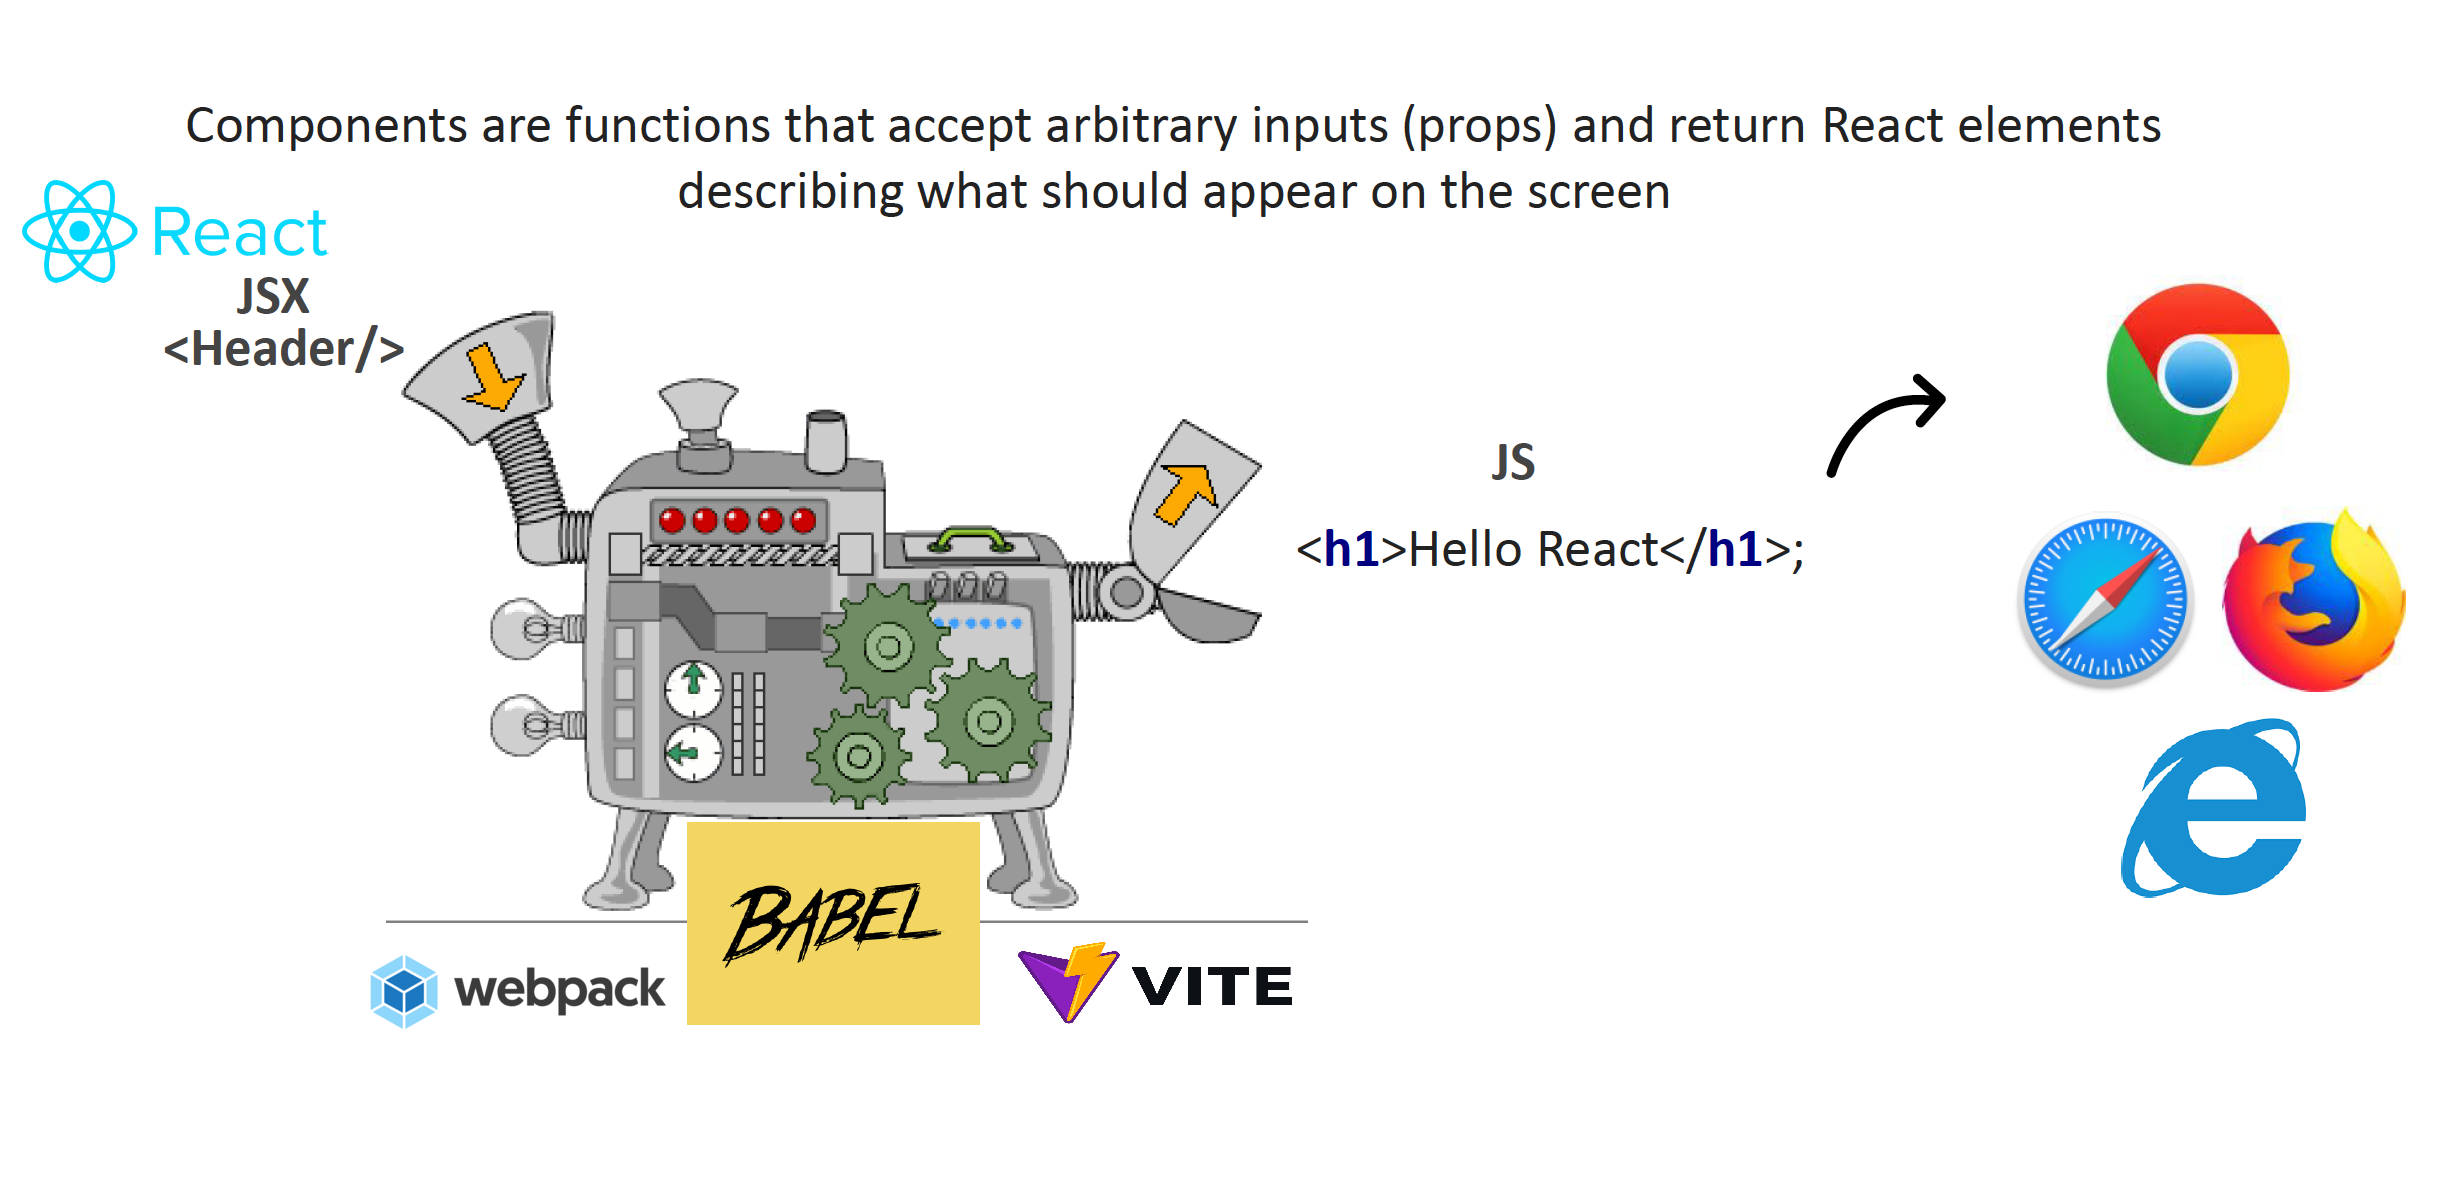 Components are functions that accept arbitrary inputs (props) and return React elements
describing what should appear on the screen
React
JSX
<Header/>
JS
<h1>Hello React</h1>;
BABEL
webpack
VITE